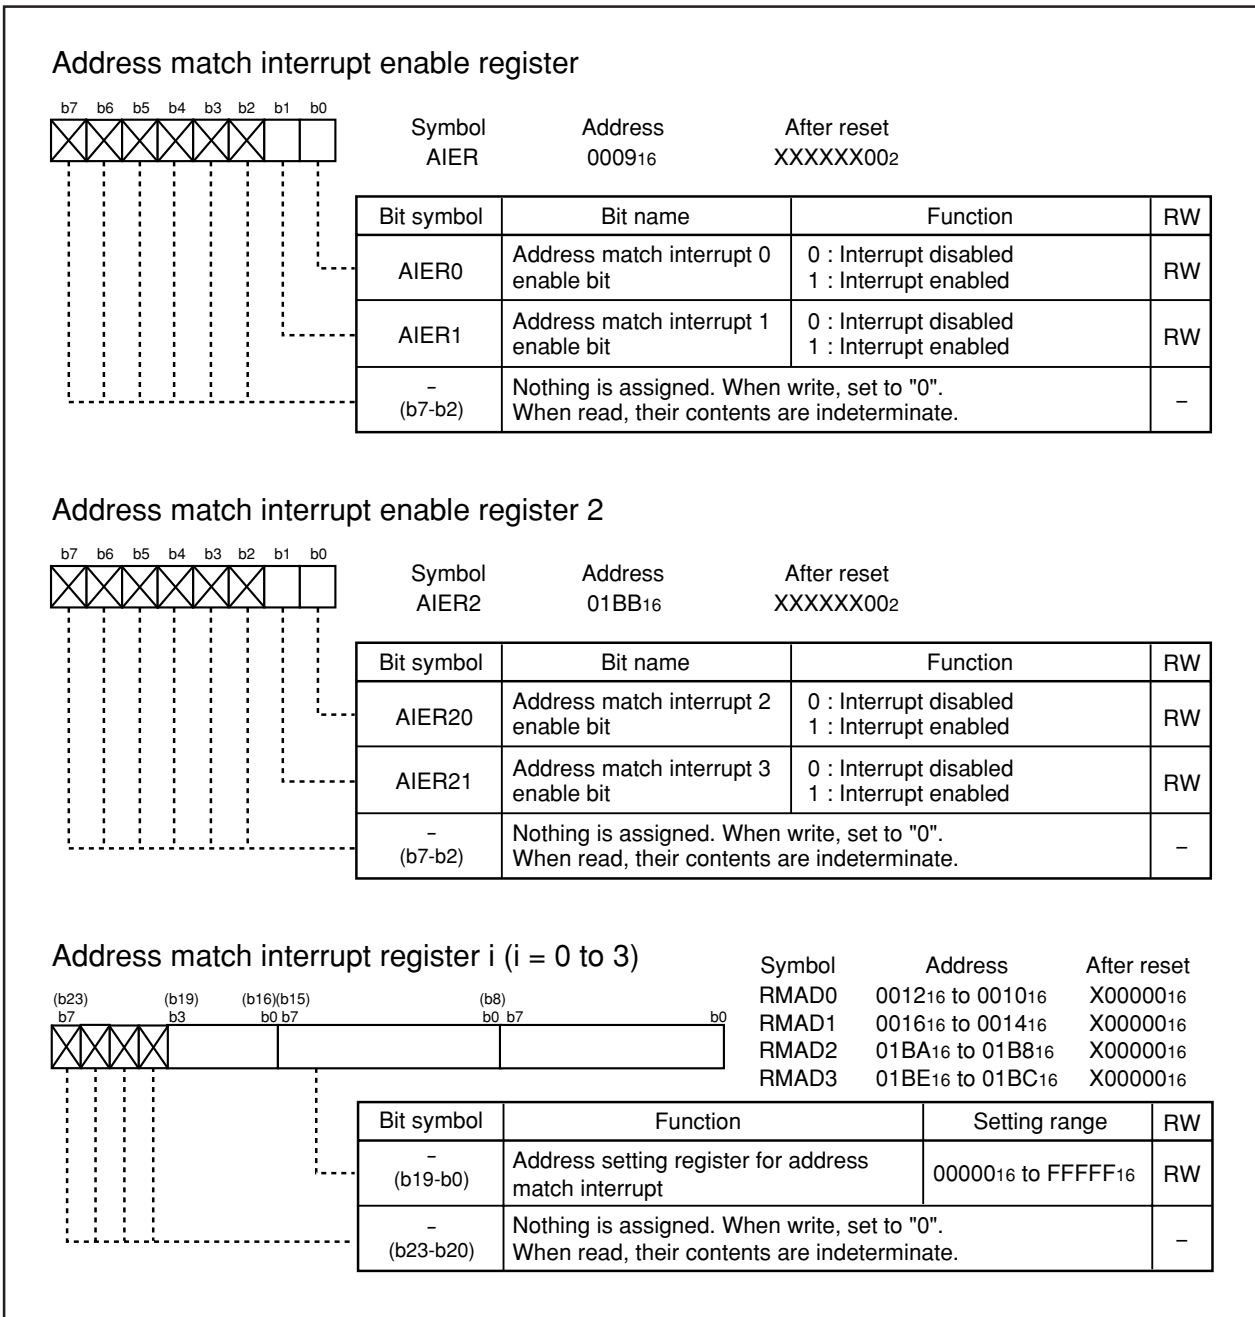 Address match interrupt enable register
b7 b6 b5 b4 b3 b2 b1 b0
Symbol Address After reset
AIER 000916 XXXXXX002
Bit symbol Bit name Function RW
AIER0 Address match interrupt 0 enable bit 0 : Interrupt disabled 1 : Interrupt enabled RW
AIER1 Address match interrupt 1 enable bit 0 : Interrupt disabled 1 : Interrupt enabled RW
– (b7-b2) Nothing is assigned. When write, set to "0". When read, their contents are indeterminate. –
Address match interrupt enable register 2
b7 b6 b5 b4 b3 b2 b1 b0
Symbol Address After reset
AIER2 01BB16 XXXXXX002
Bit symbol Bit name Function RW
AIER20 Address match interrupt 2 enable bit 0 : Interrupt disabled 1 : Interrupt enabled RW
AIER21 Address match interrupt 3 enable bit 0 : Interrupt disabled 1 : Interrupt enabled RW
– (b7-b2) Nothing is assigned. When write, set to "0". When read, their contents are indeterminate. –
Address match interrupt register i (i = 0 to 3)
(b23) (b19) (b16)(b15) (b8)
b7 b3 b0 b7 b0 b7 b0
Symbol Address After reset
RMAD0 001216 to 001016 X0000016
RMAD1 001616 to 001416 X0000016
RMAD2 01BA16 to 01B816 X0000016
RMAD3 01BE16 to 01BC16 X0000016
Bit symbol Function Setting range RW
– (b19-b0) Address setting register for address match interrupt 0000016 to FFFFF16 RW
– (b23-b20) Nothing is assigned. When write, set to "0". When read, their contents are indeterminate. –